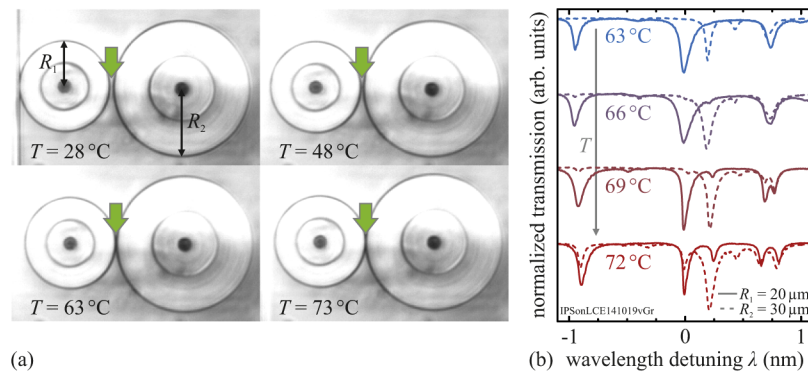 R1
R2
T = 28 °C
T = 48 °C
T = 63 °C
T = 73 °C
(a)
(b)
normalized transmission (arb. units)
63 °C
66 °C
T
69 °C
72 °C
R1 = 20 µm
R2 = 30 µm
IPSonLCE141019vGr
-1
0
1
wavelength detuning λ (nm)